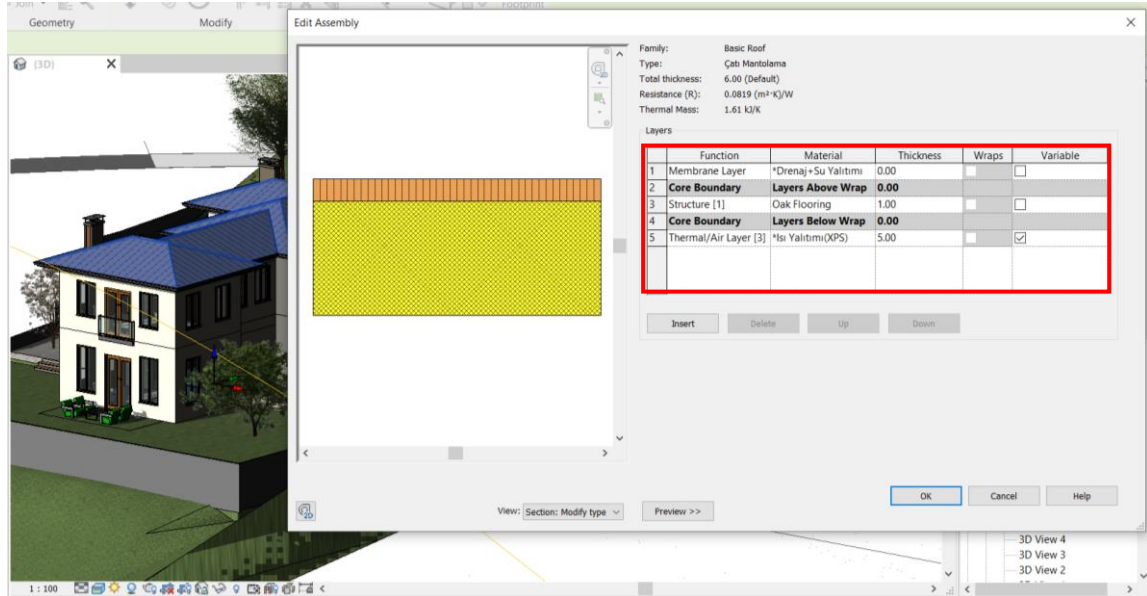 Join
Footprint
Geometry
Modify
{3D}
Edit Assembly
Family: Basic Roof
Type: Çatı Mantolama
Total thickness: 6.00 (Default)
Resistance (R): 0.0819 (m²·K)/W
Thermal Mass: 1.61 kJ/K
Layers
Function Material Thickness Wraps Variable
1 Membrane Layer *Drenaj+Su Yalıtımı 0.00
2 Core Boundary Layers Above Wrap 0.00
3 Structure [1] Oak Flooring 1.00
4 Core Boundary Layers Below Wrap 0.00
5 Thermal/Air Layer [3] *Isı Yalıtımı(XPS) 5.00
Insert Delete Up Down
OK Cancel Help
2D
View: Section: Modify type Preview >>
3D View 4
3D View 3
3D View 2
1 : 100